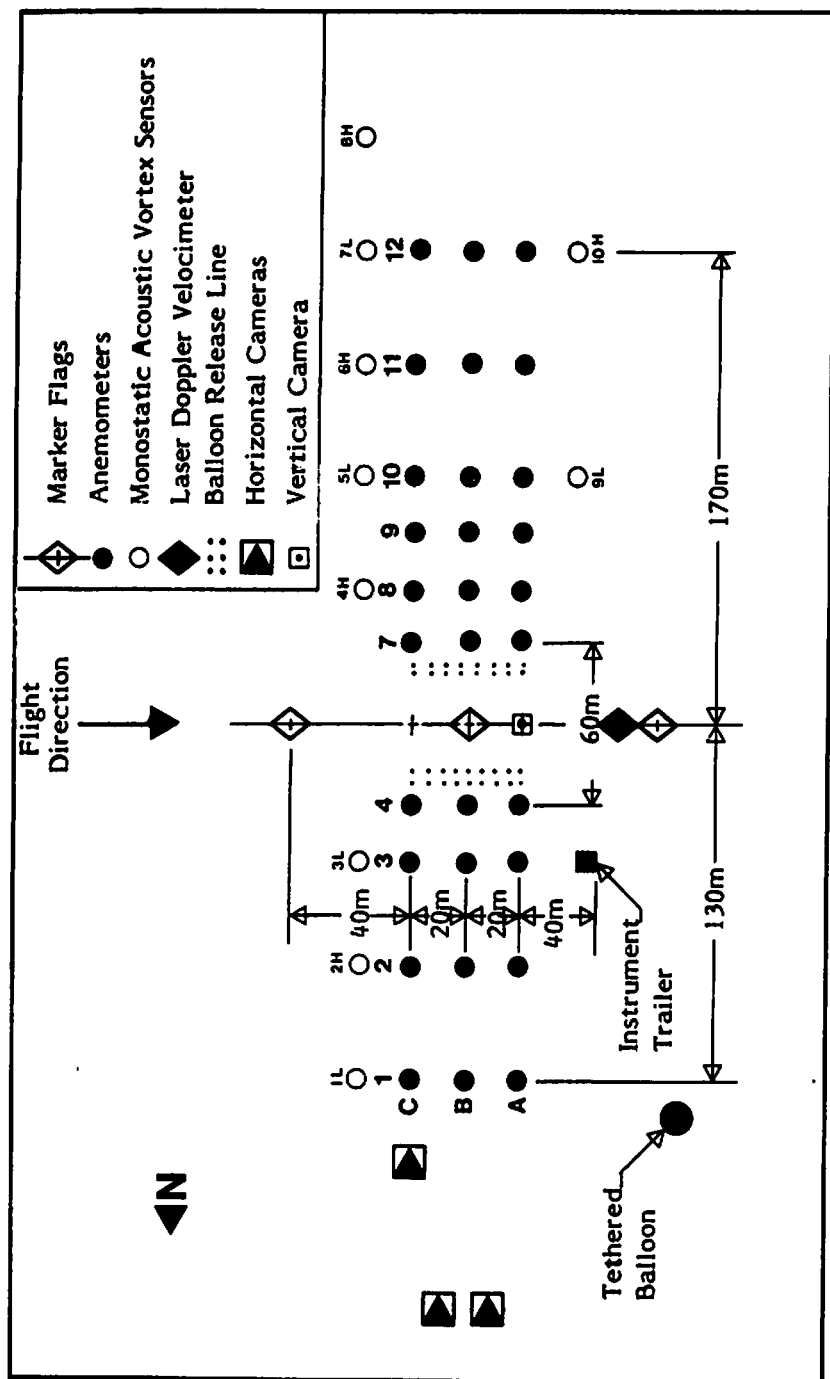 Flight
Direction
Marker Flags
Anemometers
Monostatic Acoustic Vortex Sensors
Laser Doppler Velocimeter
Balloon Release Line
Horizontal Cameras
Vertical Camera
N
1L
2H
3L
4H
5L
6H
7L
8H
1
2
3
4
7
8
9
10
11
12
C
B
A
40m
20m
20m
40m
60m
9L
10H
Instrument
Trailer
130m
170m
Tethered
Balloon